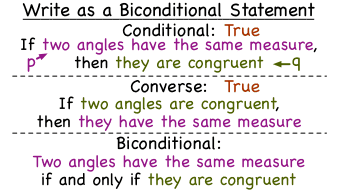 Write as a Biconditional Statement
Conditional: True
If two angles have the same measure,
p then they are congruent q
Converse: True
If two angles are congruent,
then they have the same measure
Biconditional:
Two angles have the same measure
if and only if they are congruent